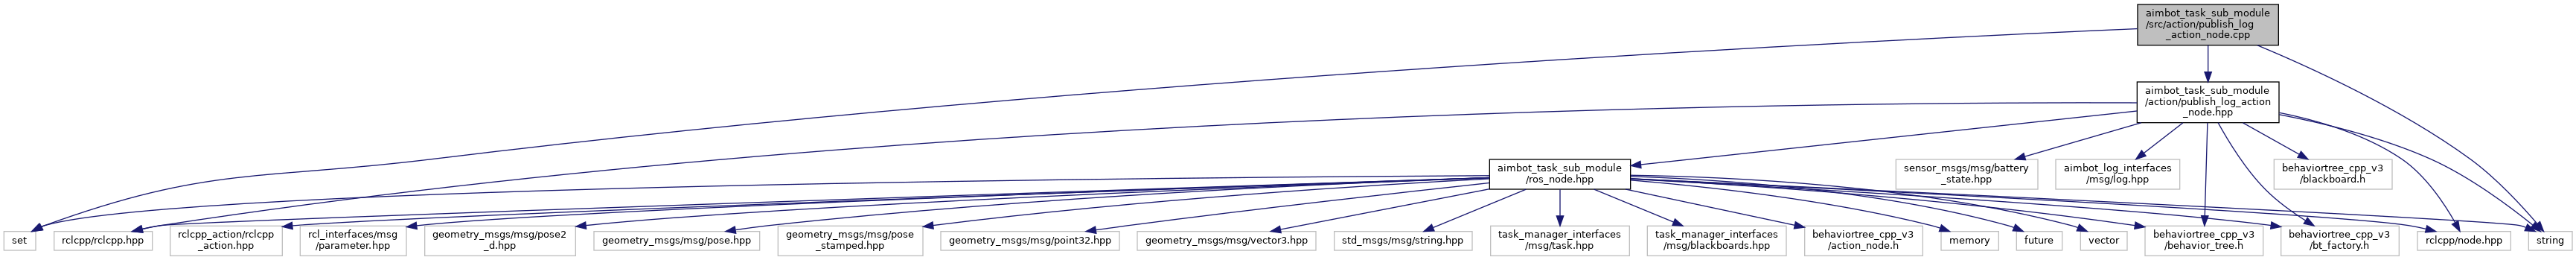 aimbot_task_sub_module
/src/action/publish_log
_action_node.cpp
aimbot_task_sub_module
/action/publish_log_action
_node.hpp
aimbot_task_sub_module
/ros_node.hpp
sensor_msgs/msg/battery
_state.hpp
aimbot_log_interfaces
/msg/log.hpp
behaviortree_cpp_v3
/blackboard.h
set
rclcpp/rclcpp.hpp
rclcpp_action/rclcpp
_action.hpp
rcl_interfaces/msg
/parameter.hpp
geometry_msgs/msg/pose2
_d.hpp
geometry_msgs/msg/pose.hpp
geometry_msgs/msg/pose
_stamped.hpp
geometry_msgs/msg/point32.hpp
geometry_msgs/msg/vector3.hpp
std_msgs/msg/string.hpp
task_manager_interfaces
/msg/task.hpp
task_manager_interfaces
/msg/blackboards.hpp
behaviortree_cpp_v3
/action_node.h
memory
future
vector
behaviortree_cpp_v3
/behavior_tree.h
behaviortree_cpp_v3
/bt_factory.h
rclcpp/node.hpp
string